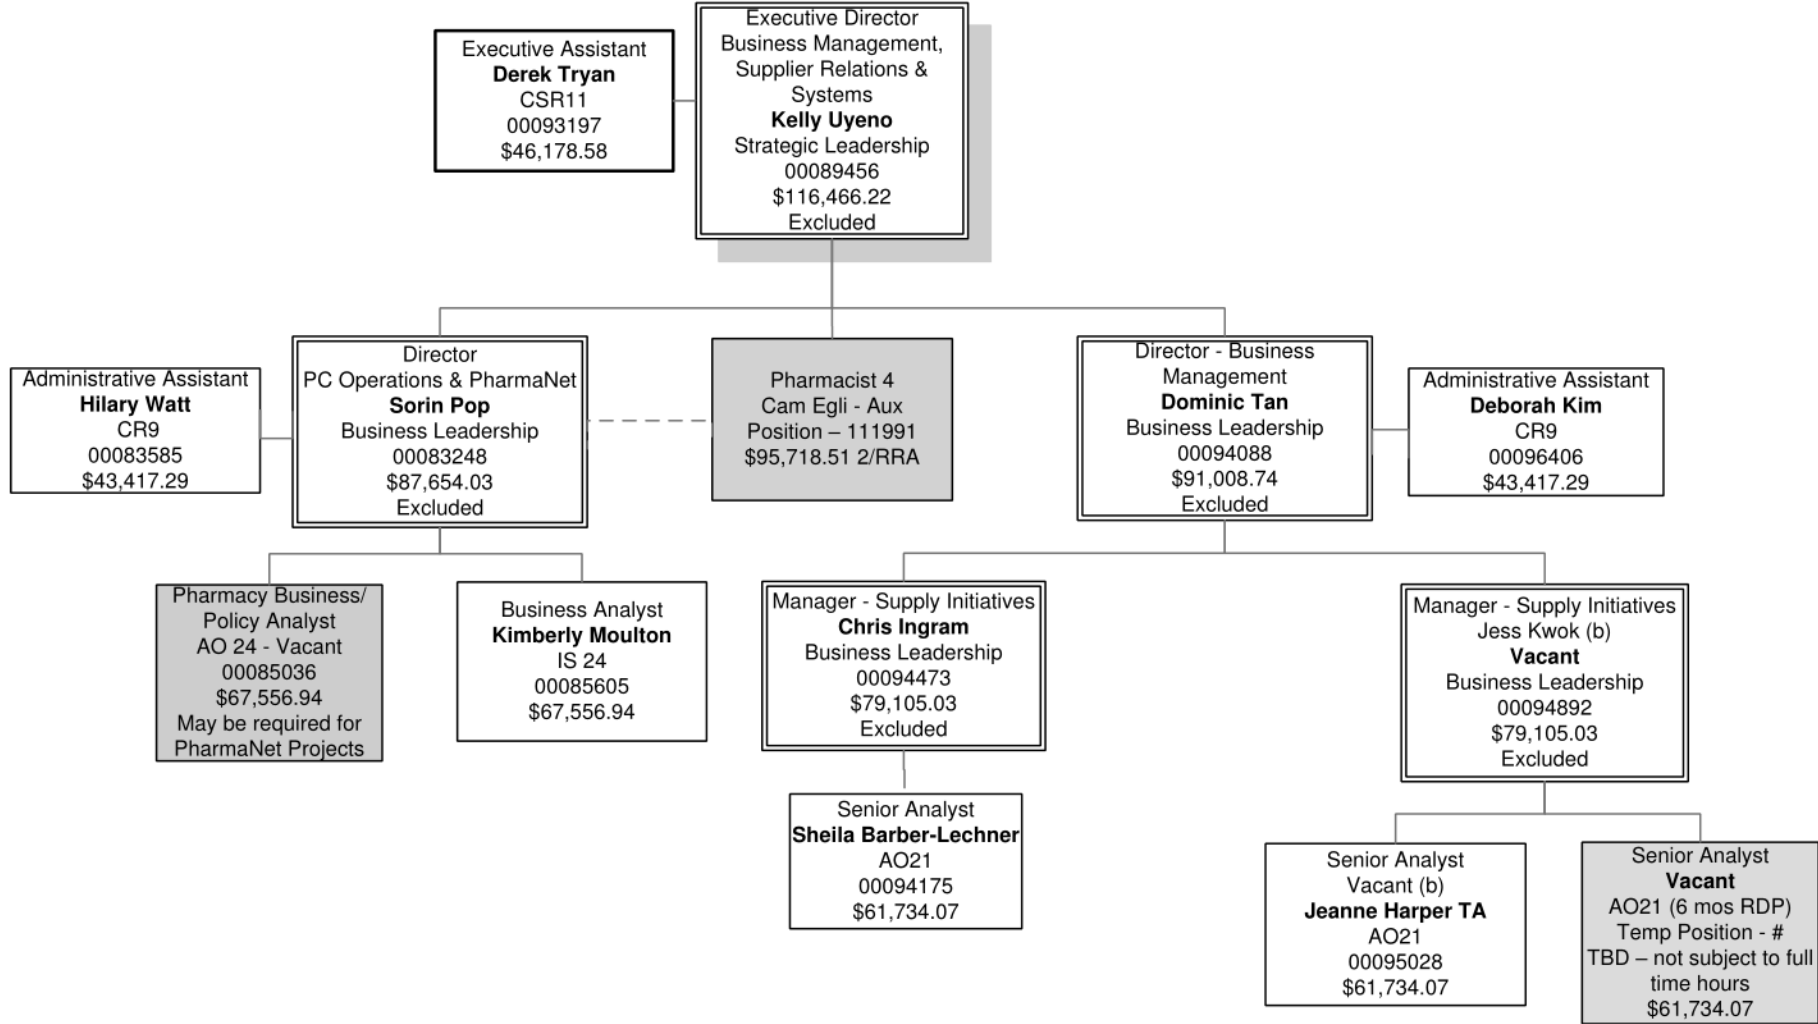 Executive Assistant
Derek Tryan
CSR11
00093197
$46,178.58
Executive Director
Business Management,
Supplier Relations &
Systems
Kelly Uyeno
Strategic Leadership
00089456
$116,466.22
Excluded
Administrative Assistant
Hilary Watt
CR9
00083585
$43,417.29
Director
PC Operations & PharmaNet
Sorin Pop
Business Leadership
00083248
$87,654.03
Excluded
Pharmacist 4
Cam Egli - Aux
Position – 111991
$95,718.51 2/RRA
Director - Business
Management
Dominic Tan
Business Leadership
00094088
$91,008.74
Excluded
Administrative Assistant
Deborah Kim
CR9
00096406
$43,417.29
Pharmacy Business/
Policy Analyst
AO 24 - Vacant
00085036
$67,556.94
May be required for
PharmaNet Projects
Business Analyst
Kimberly Moulton
IS 24
00085605
$67,556.94
Manager - Supply Initiatives
Chris Ingram
Business Leadership
00094473
$79,105.03
Excluded
Manager - Supply Initiatives
Jess Kwok (b)
Vacant
Business Leadership
00094892
$79,105.03
Excluded
Senior Analyst
Sheila Barber-Lechner
AO21
00094175
$61,734.07
Senior Analyst
Vacant (b)
Jeanne Harper TA
AO21
00095028
$61,734.07
Senior Analyst
Vacant
AO21 (6 mos RDP)
Temp Position - #
TBD – not subject to full
time hours
$61,734.07